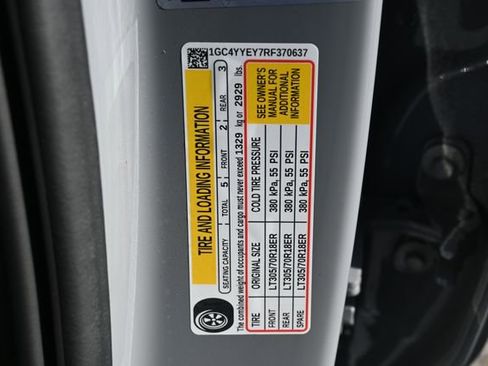 1GC4YYEY7RF370637
TIRE AND LOADING INFORMATION
SEATING CAPACITY TOTAL 5 FRONT 2 REAR 3
The combined weight of occupants and cargo must never exceed 1329 kg or 2929 lbs.
TIRE ORIGINAL SIZE COLD TIRE PRESSURE
FRONT LT305/70R18ER 380 kPa, 55 PSI
REAR LT305/70R18ER 380 kPa, 55 PSI
SPARE LT305/70R18ER 380 kPa, 55 PSI
SEE OWNER'S
MANUAL FOR
ADDITIONAL
INFORMATION